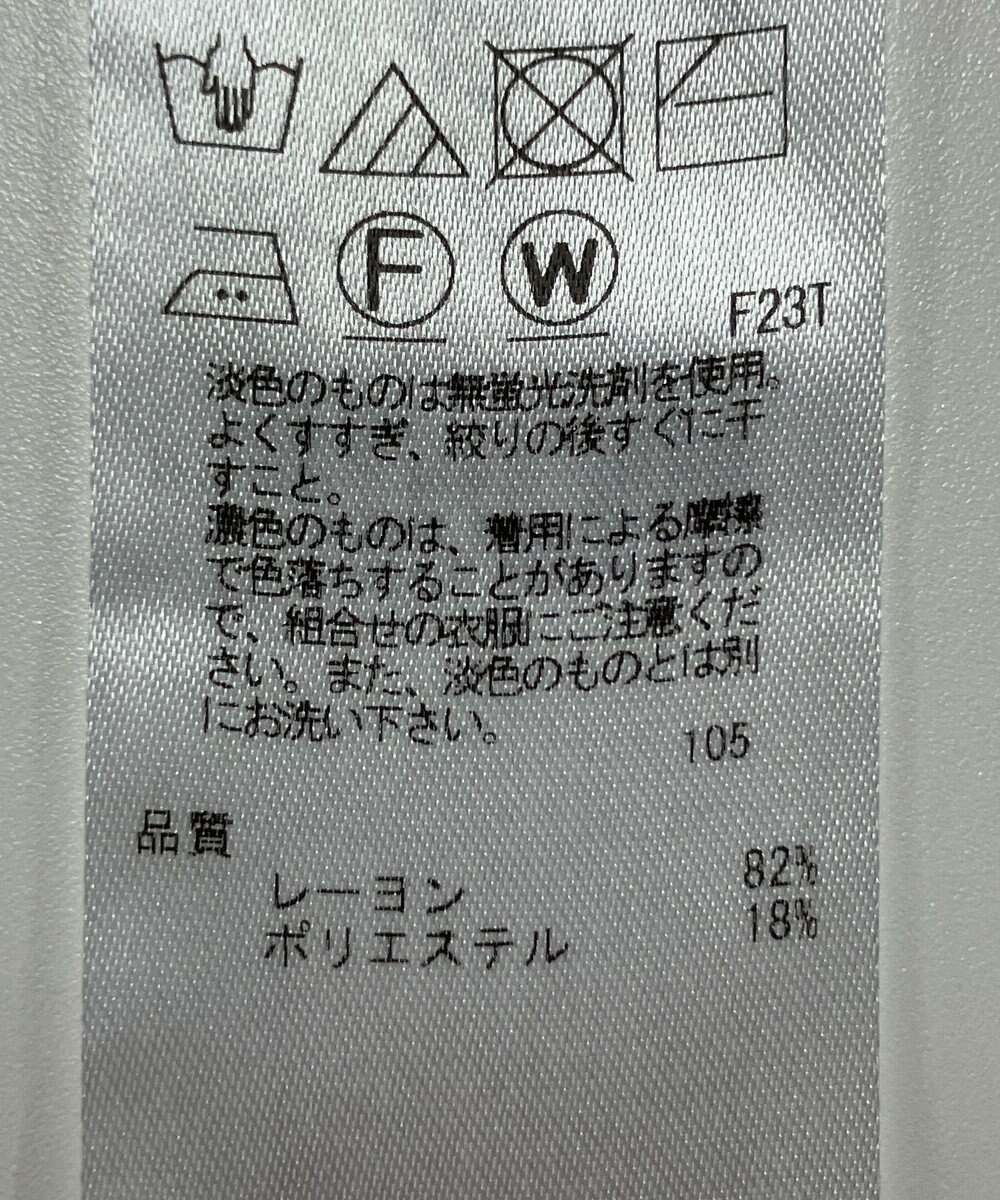 F W F23T
淡色のものは無蛍光洗剤を使用。
よくすすぎ、絞りの後すぐに干
すこと。
濃色のものは、着用による摩擦
で色落ちすることがありますの
で、組合せの衣服にご注意くだ
さい。また、淡色のものとは別
にお洗い下さい。
105
品質
レーヨン 82%
ポリエステル 18%